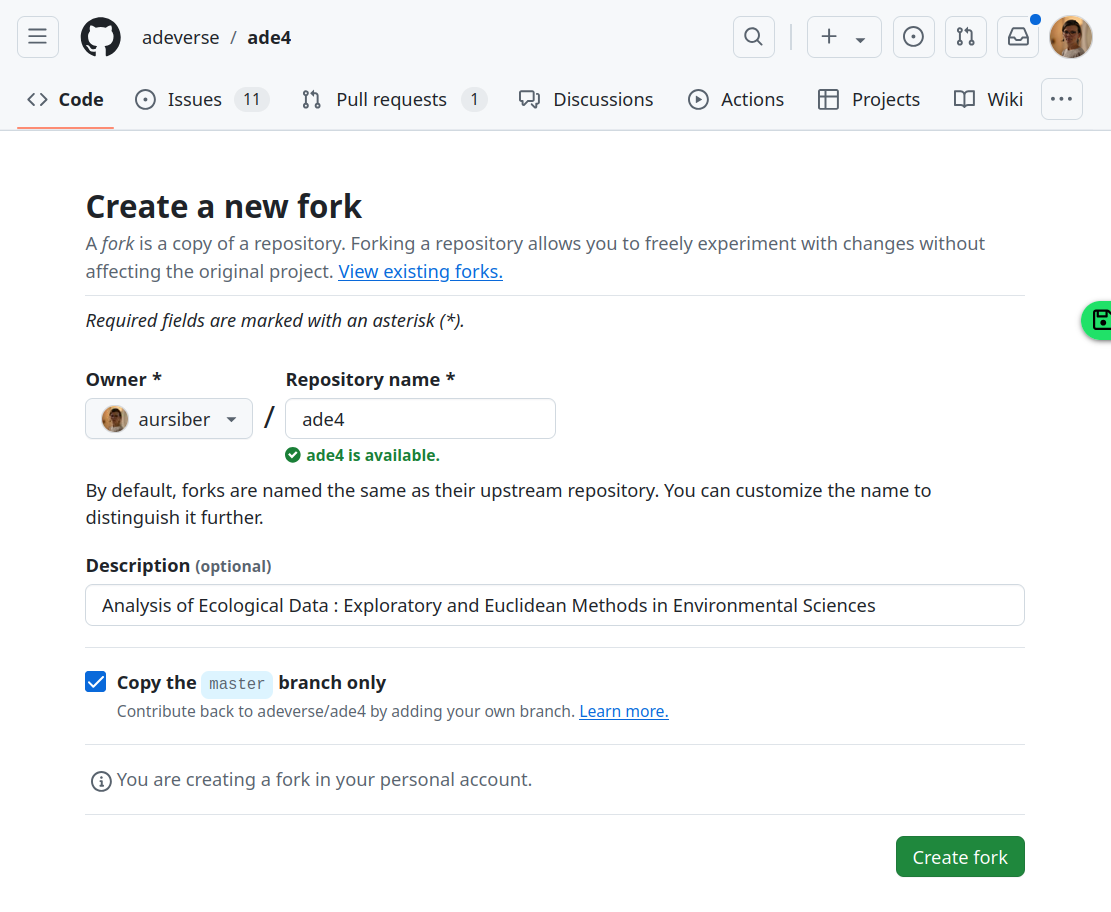 adeverse / ade4
Code Issues 11 Pull requests 1 Discussions Actions Projects Wiki
Create a new fork
A fork is a copy of a repository. Forking a repository allows you to freely experiment with changes without
affecting the original project. View existing forks.
Required fields are marked with an asterisk (*).
Owner * Repository name *
aursiber / ade4
ade4 is available.
By default, forks are named the same as their upstream repository. You can customize the name to
distinguish it further.
Description (optional)
Analysis of Ecological Data : Exploratory and Euclidean Methods in Environmental Sciences
Copy the master branch only
Contribute back to adeverse/ade4 by adding your own branch. Learn more.
You are creating a fork in your personal account.
Create fork